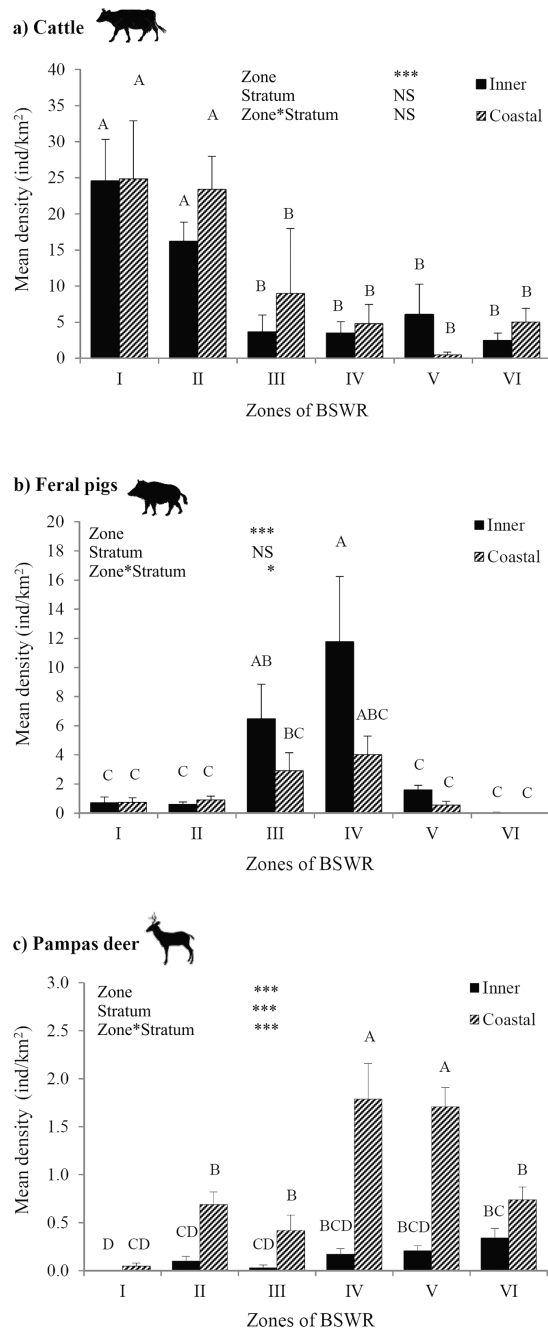 a) Cattle
Zone ***
Stratum NS
Zone*Stratum NS
Inner
Coastal
Mean density (ind/km²)
40
35
30
25
20
15
10
5
0
A A A A B B B B B B B B
I II III IV V VI
Zones of BSWR
b) Feral pigs
Zone ***
Stratum NS
Zone*Stratum *
Inner
Coastal
Mean density (ind/km²)
20
18
16
14
12
10
8
6
4
2
0
C C C C AB BC A ABC C C C C
I II III IV V VI
Zones of BSWR
c) Pampas deer
Zone ***
Stratum ***
Zone*Stratum ***
Inner
Coastal
Mean density (ind/km²)
3.0
2.5
2.0
1.5
1.0
0.5
0.0
D CD CD B CD B BCD A BCD A BC B
I II III IV V VI
Zones of BSWR